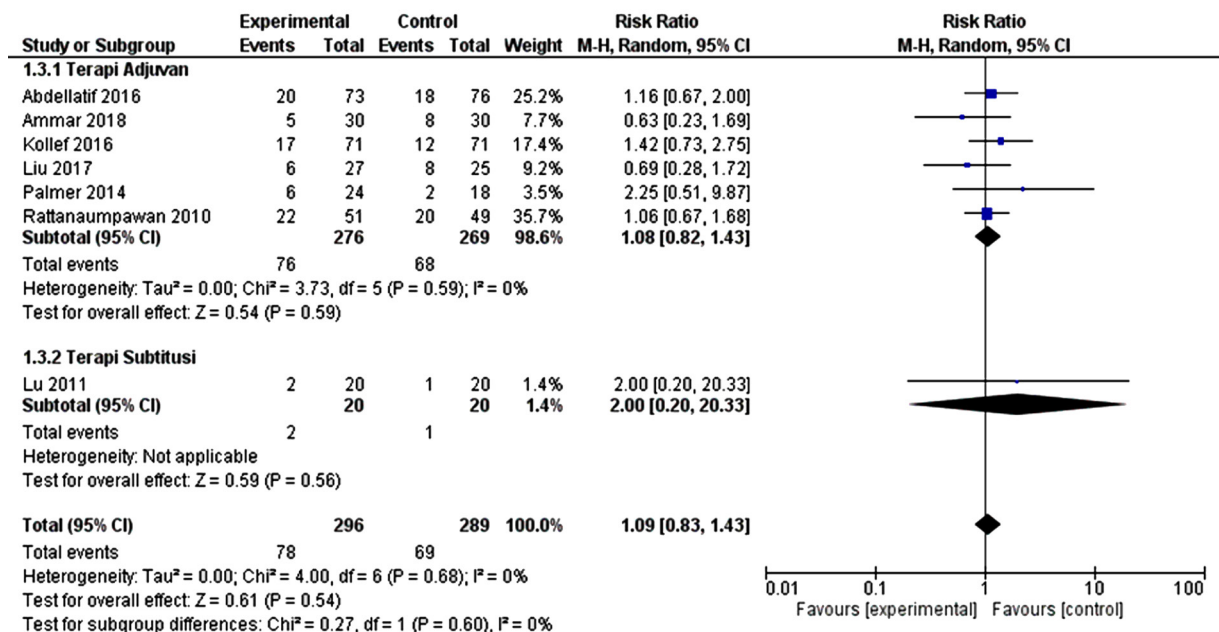 Experimental Control Risk Ratio Risk Ratio
Study or Subgroup Events Total Events Total Weight M-H, Random, 95% CI M-H, Random, 95% CI
1.3.1 Terapi Adjuvan
Abdellatif 2016 20 73 18 76 25.2% 1.16 [0.67, 2.00]
Ammar 2018 5 30 8 30 7.7% 0.63 [0.23, 1.69]
Kollef 2016 17 71 12 71 17.4% 1.42 [0.73, 2.75]
Liu 2017 6 27 8 25 9.2% 0.69 [0.28, 1.72]
Palmer 2014 6 24 2 18 3.5% 2.25 [0.51, 9.87]
Rattanaumpawan 2010 22 51 20 49 35.7% 1.06 [0.67, 1.68]
Subtotal (95% CI) 276 269 98.6% 1.08 [0.82, 1.43]
Total events 76 68
Heterogeneity: Tau² = 0.00; Chi² = 3.73, df = 5 (P = 0.59); I² = 0%
Test for overall effect: Z = 0.54 (P = 0.59)
1.3.2 Terapi Subtitusi
Lu 2011 2 20 1 20 1.4% 2.00 [0.20, 20.33]
Subtotal (95% CI) 20 20 1.4% 2.00 [0.20, 20.33]
Total events 2 1
Heterogeneity: Not applicable
Test for overall effect: Z = 0.59 (P = 0.56)
Total (95% CI) 296 289 100.0% 1.09 [0.83, 1.43]
Total events 78 69
Heterogeneity: Tau² = 0.00; Chi² = 4.00, df = 6 (P = 0.68); I² = 0%
Test for overall effect: Z = 0.61 (P = 0.54)
Test for subgroup differences: Chi² = 0.27, df = 1 (P = 0.60), I² = 0%
0.01 0.1 1 10 100
Favours [experimental] Favours [control]